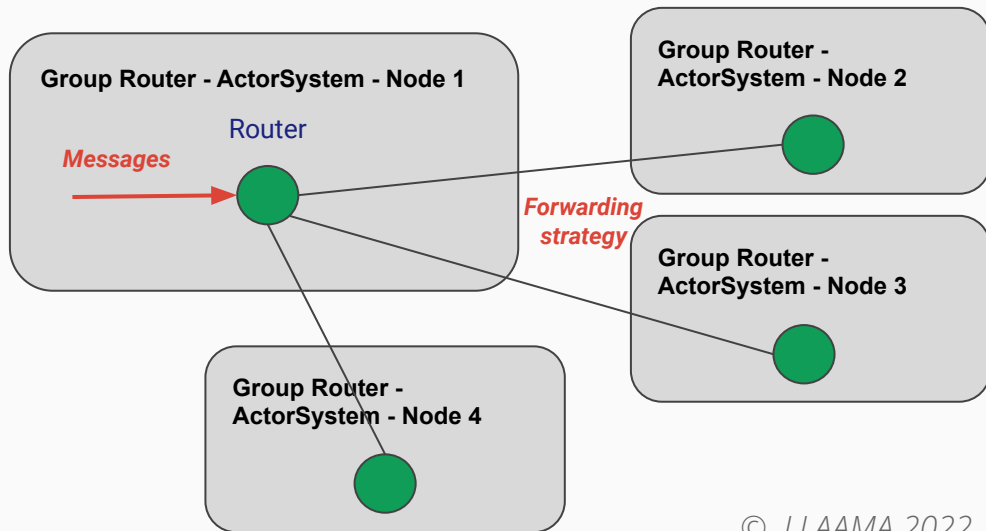 Group Router - ActorSystem - Node 1
Router
Messages
Group Router -
ActorSystem - Node 2
Forwarding
strategy
Group Router -
ActorSystem - Node 3
Group Router -
ActorSystem - Node 4
© LLAAMA 2022